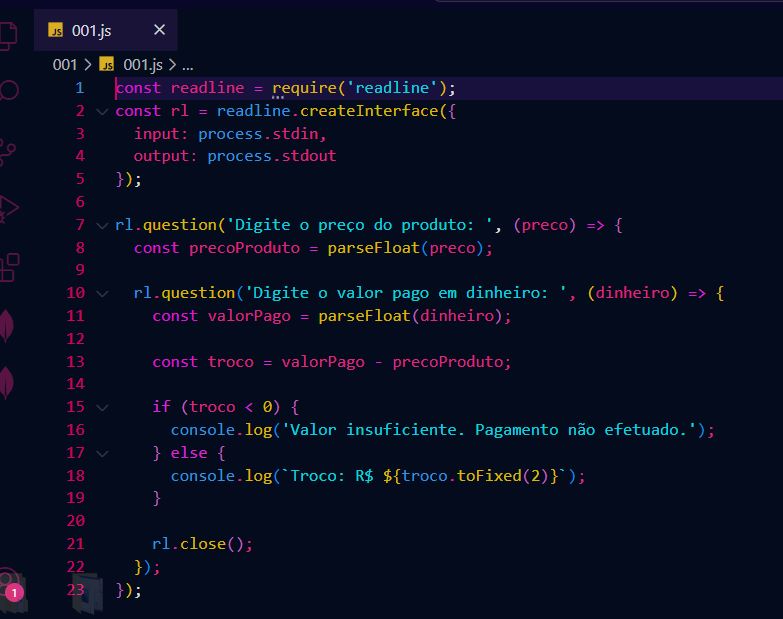 JS 001.js ×
001 > JS 001.js > ...
1 const readline = require('readline');
2 const rl = readline.createInterface({
3 input: process.stdin,
4 output: process.stdout
5 });
6
7 rl.question('Digite o preço do produto: ', (preco) => {
8 const precoProduto = parseFloat(preco);
9
10 rl.question('Digite o valor pago em dinheiro: ', (dinheiro) => {
11 const valorPago = parseFloat(dinheiro);
12
13 const troco = valorPago - precoProduto;
14
15 if (troco < 0) {
16 console.log('Valor insuficiente. Pagamento não efetuado.');
17 } else {
18 console.log(`Troco: R$ ${troco.toFixed(2)}`);
19 }
20
21 rl.close();
22 });
23 });
1